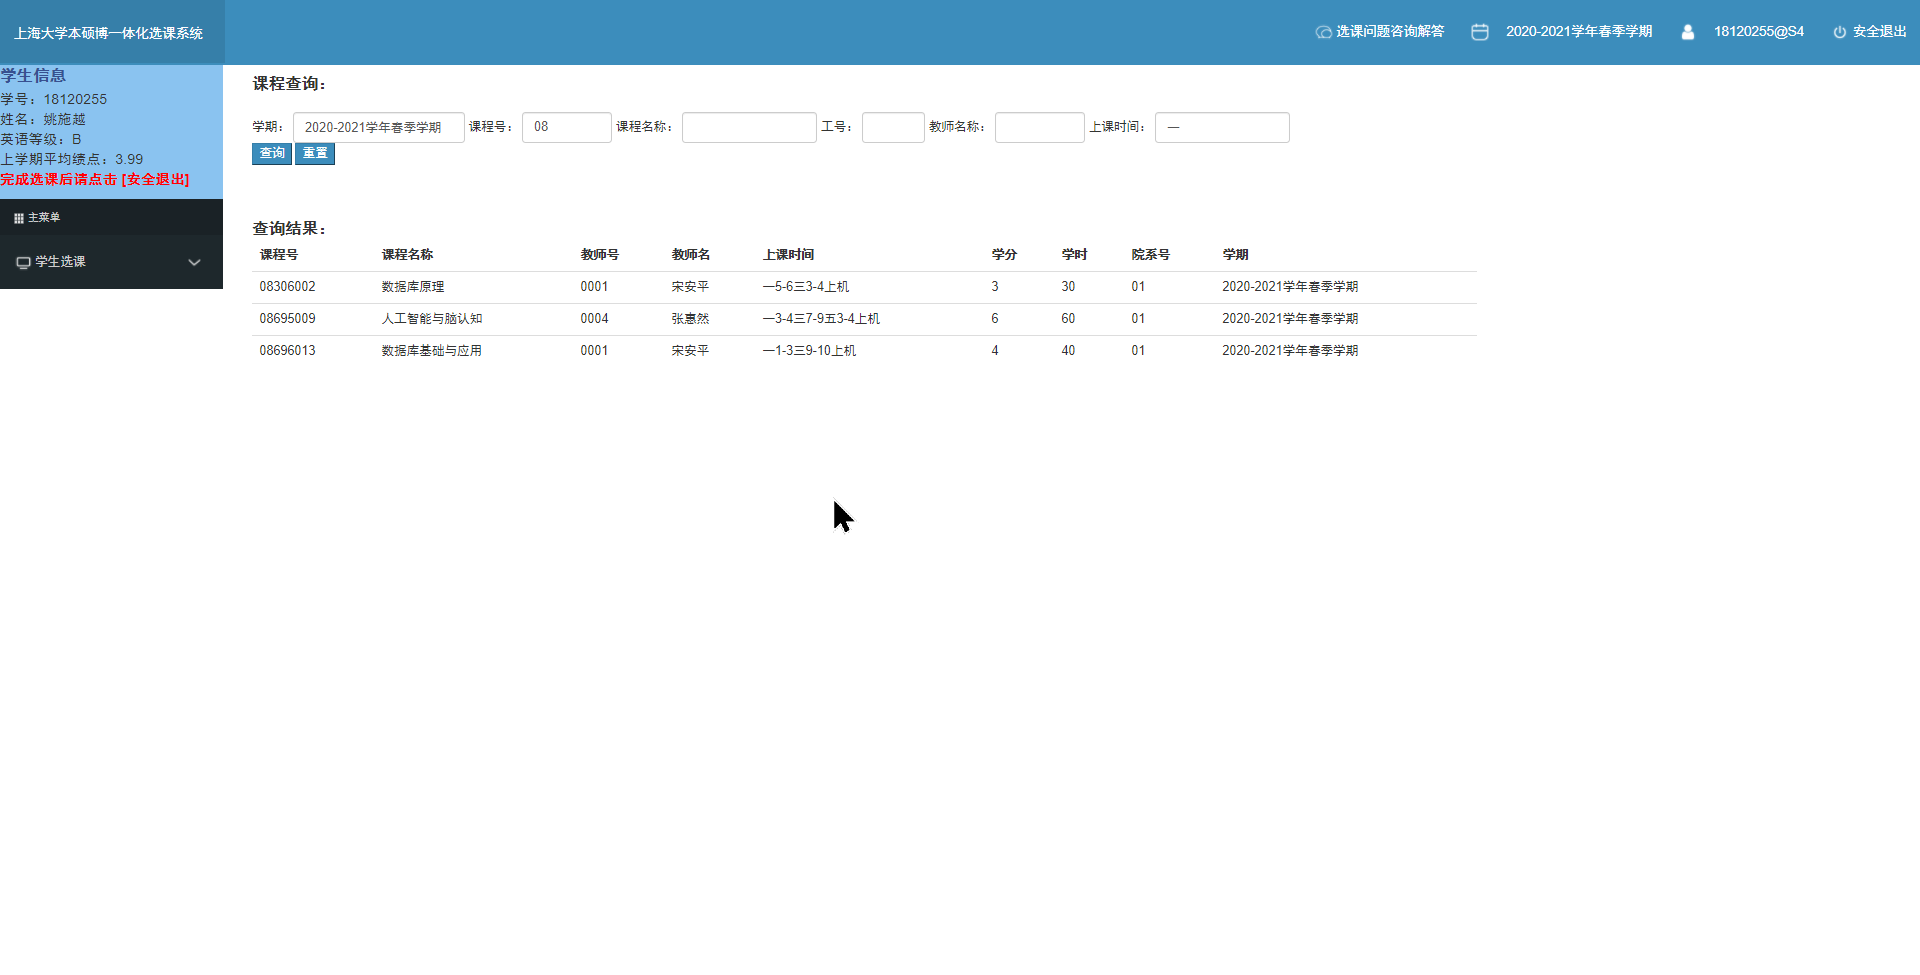 上海大学本硕博一体化选课系统 选课问题咨询解答 2020-2021学年春季学期 18120255@S4 安全退出
学生信息
学号：18120255
姓名：姚施越
英语等级：B
上学期平均绩点：3.99
完成选课后请点击 [安全退出]
主菜单
学生选课
课程查询：
学期： 2020-2021学年春季学期 课程号： 08 课程名称： 工号： 教师名称： 上课时间： 一
查询 重置
查询结果：
课程号 课程名称 教师号 教师名 上课时间 学分 学时 院系号 学期
08306002 数据库原理 0001 宋安平 一5-6三3-4上机 3 30 01 2020-2021学年春季学期
08695009 人工智能与脑认知 0004 张惠然 一3-4三7-9五3-4上机 6 60 01 2020-2021学年春季学期
08696013 数据库基础与应用 0001 宋安平 一1-3三9-10上机 4 40 01 2020-2021学年春季学期